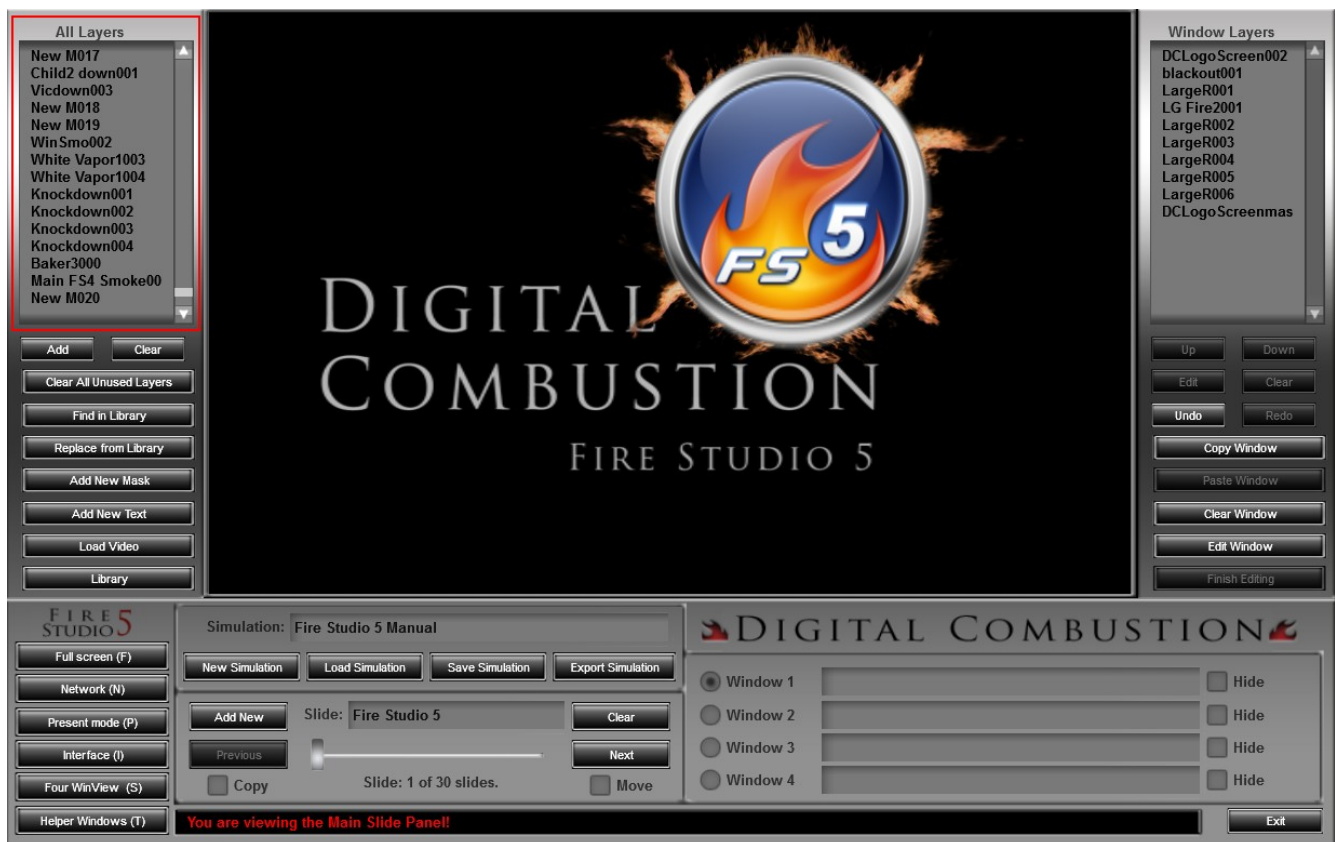 All Layers
New M017
Child2 down001
Vicdown003
New M018
New M019
WinSmo002
White Vapor1003
White Vapor1004
Knockdown001
Knockdown002
Knockdown003
Knockdown004
Baker3000
Main FS4 Smoke00
New M020
Add Clear
Clear All Unused Layers
Find in Library
Replace from Library
Add New Mask
Add New Text
Load Video
Library
FS 5
DIGITAL
COMBUSTION
FIRE STUDIO 5
Window Layers
DCLogoScreen002
blackout001
LargeR001
LG Fire2001
LargeR002
LargeR003
LargeR004
LargeR005
LargeR006
DCLogoScreenmas
Up Down
Edit Clear
Undo Redo
Copy Window
Paste Window
Clear Window
Edit Window
Finish Editing
FIRE
STUDIO 5
Full screen (F)
Network (N)
Present mode (P)
Interface (I)
Four WinView (S)
Helper Windows (T)
Simulation: Fire Studio 5 Manual
New Simulation Load Simulation Save Simulation Export Simulation
Add New Slide: Fire Studio 5 Clear
Previous Next
Copy Slide: 1 of 30 slides. Move
DIGITAL COMBUSTION
Window 1 Hide
Window 2 Hide
Window 3 Hide
Window 4 Hide
You are viewing the Main Slide Panel!
Exit